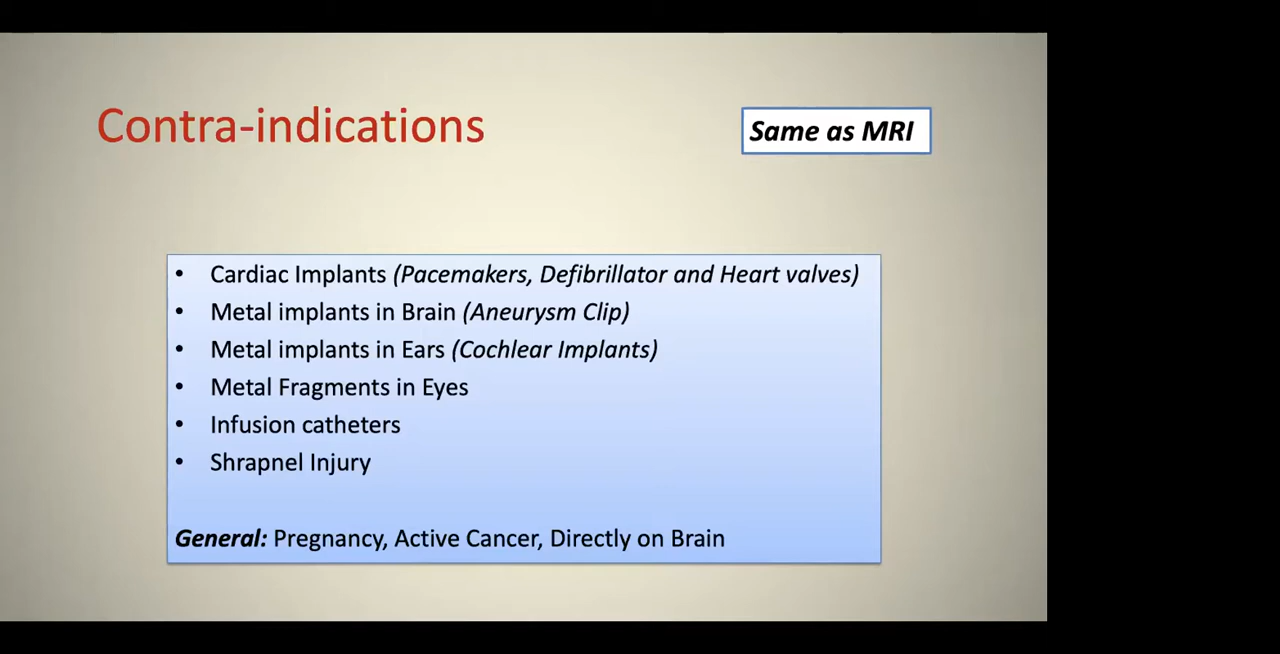 Contra-indications
Same as MRI
• Cardiac Implants (Pacemakers, Defibrillator and Heart valves)
• Metal implants in Brain (Aneurysm Clip)
• Metal implants in Ears (Cochlear Implants)
• Metal Fragments in Eyes
• Infusion catheters
• Shrapnel Injury
General: Pregnancy, Active Cancer, Directly on Brain